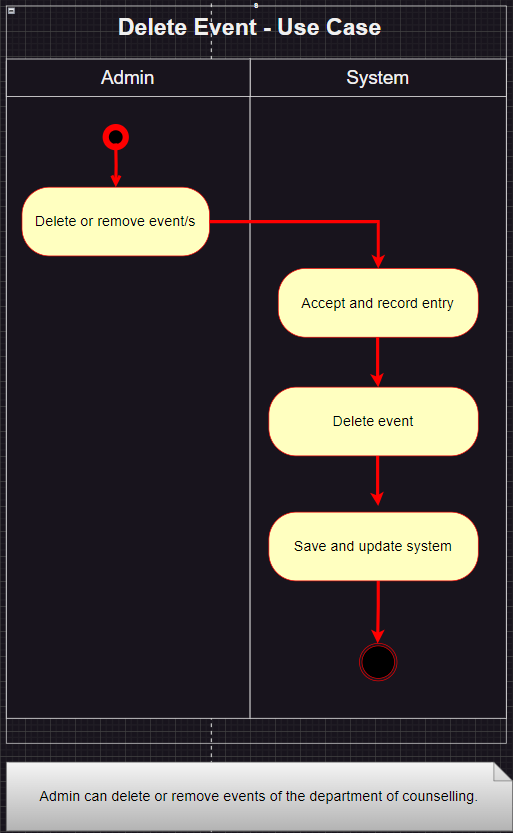 Delete Event - Use Case
Admin
System
Delete or remove event/s
Accept and record entry
Delete event
Save and update system
Admin can delete or remove events of the department of counselling.